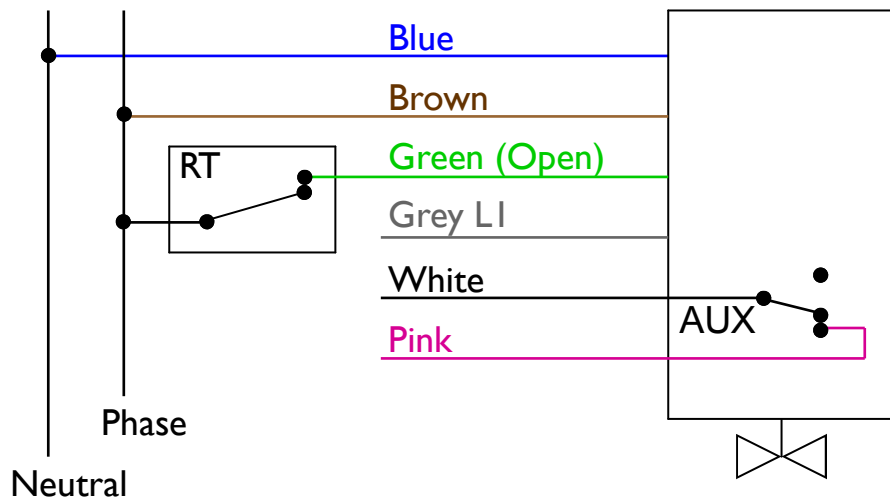 Blue
Brown
RT
Green (Open)
Grey L1
White
AUX
Pink
Phase
Neutral